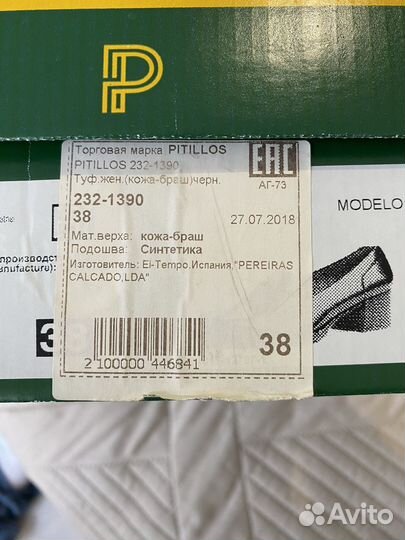 P
Торговая марка PITILLOS
PITILLOS 232-1390
Туф.жен.(кожа-браш)черн.
EAC
АГ-73
232-1390
38
27.07.2018
MODELO
Мат.верха: кожа-браш
Подошва: Синтетика
Изготовитель: El-Tempo.Испания,"PEREIRAS
CALCADO,LDA"
производст
anufacture):
38
2 100000 446841
Avito